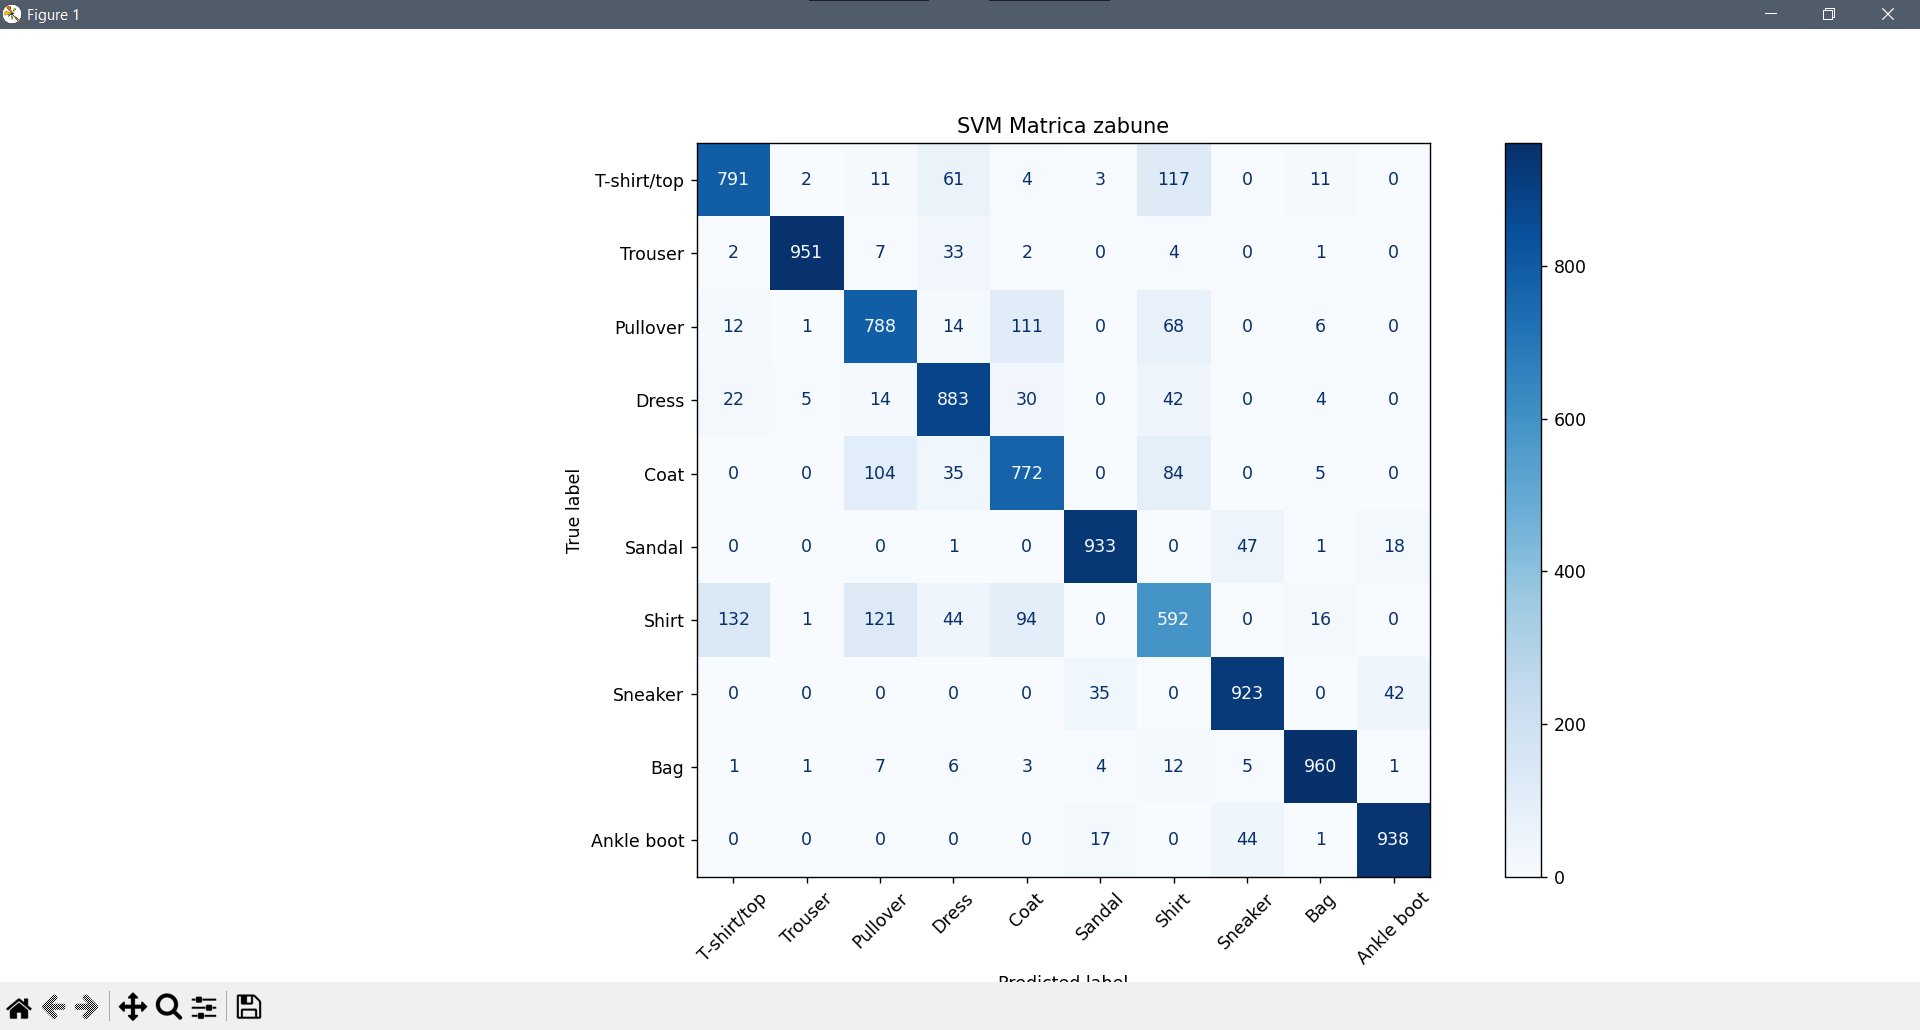 Figure 1
SVM Matrica zabune
T-shirt/top 791 2 11 61 4 3 117 0 11 0
Trouser 2 951 7 33 2 0 4 0 1 0
Pullover 12 1 788 14 111 0 68 0 6 0
Dress 22 5 14 883 30 0 42 0 4 0
Coat 0 0 104 35 772 0 84 0 5 0
Sandal 0 0 0 1 0 933 0 47 1 18
Shirt 132 1 121 44 94 0 592 0 16 0
Sneaker 0 0 0 0 0 35 0 923 0 42
Bag 1 1 7 6 3 4 12 5 960 1
Ankle boot 0 0 0 0 0 17 0 44 1 938
True label
T-shirt/top Trouser Pullover Dress Coat Sandal Shirt Sneaker Bag Ankle boot
Predicted label
800
600
400
200
0